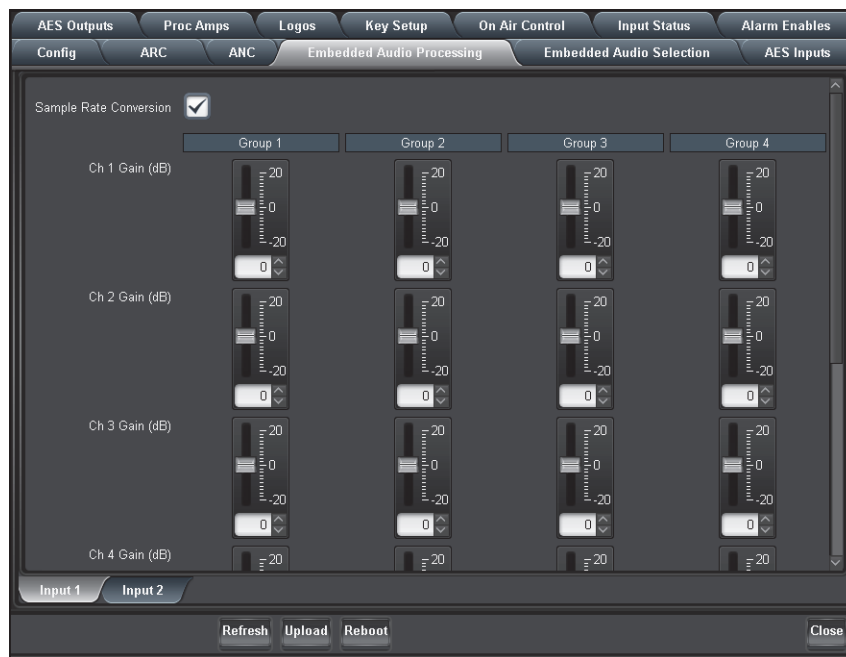 AES Outputs Proc Amps Logos Key Setup On Air Control Input Status Alarm Enables
Config ARC ANC Embedded Audio Processing Embedded Audio Selection AES Inputs
Sample Rate Conversion
Group 1 Group 2 Group 3 Group 4
Ch 1 Gain (dB)
20 20 20 20
0 0 0 0
-20 -20 -20 -20
0 0 0 0
Ch 2 Gain (dB)
20 20 20 20
0 0 0 0
-20 -20 -20 -20
0 0 0 0
Ch 3 Gain (dB)
20 20 20 20
0 0 0 0
-20 -20 -20 -20
0 0 0 0
Ch 4 Gain (dB)
20 20 20 20
Input 1 Input 2
Refresh Upload Reboot Close